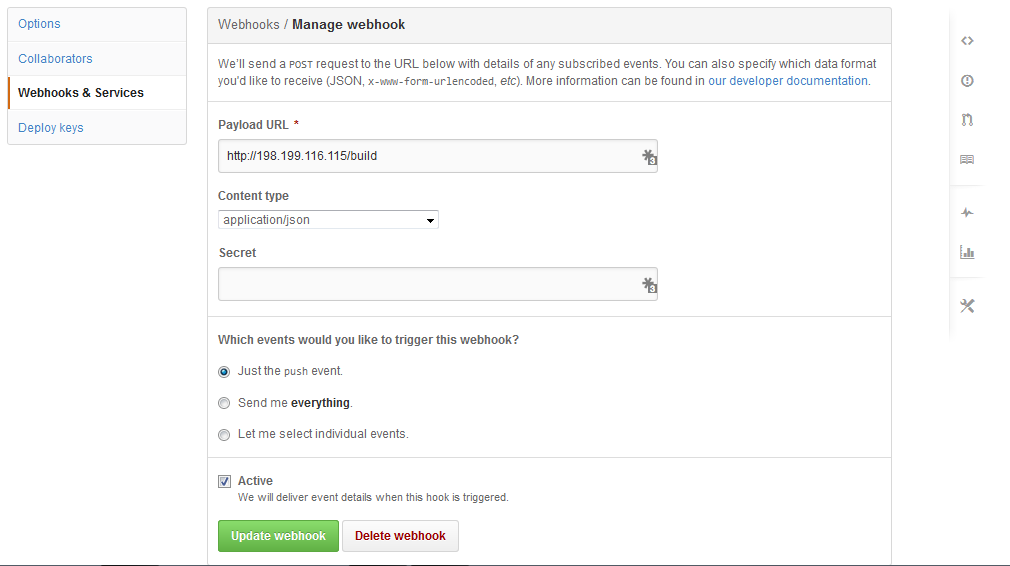 Options
Collaborators
Webhooks & Services
Deploy keys
Webhooks / Manage webhook
We'll send a POST request to the URL below with details of any subscribed events. You can also specify which data format
you'd like to receive (JSON, x-www-form-urlencoded, etc). More information can be found in our developer documentation.
Payload URL *
http://198.199.116.115/build
3
Content type
application/json
Secret
3
Which events would you like to trigger this webhook?
Just the push event.
Send me everything.
Let me select individual events.
Active
We will deliver event details when this hook is triggered.
Update webhook
Delete webhook